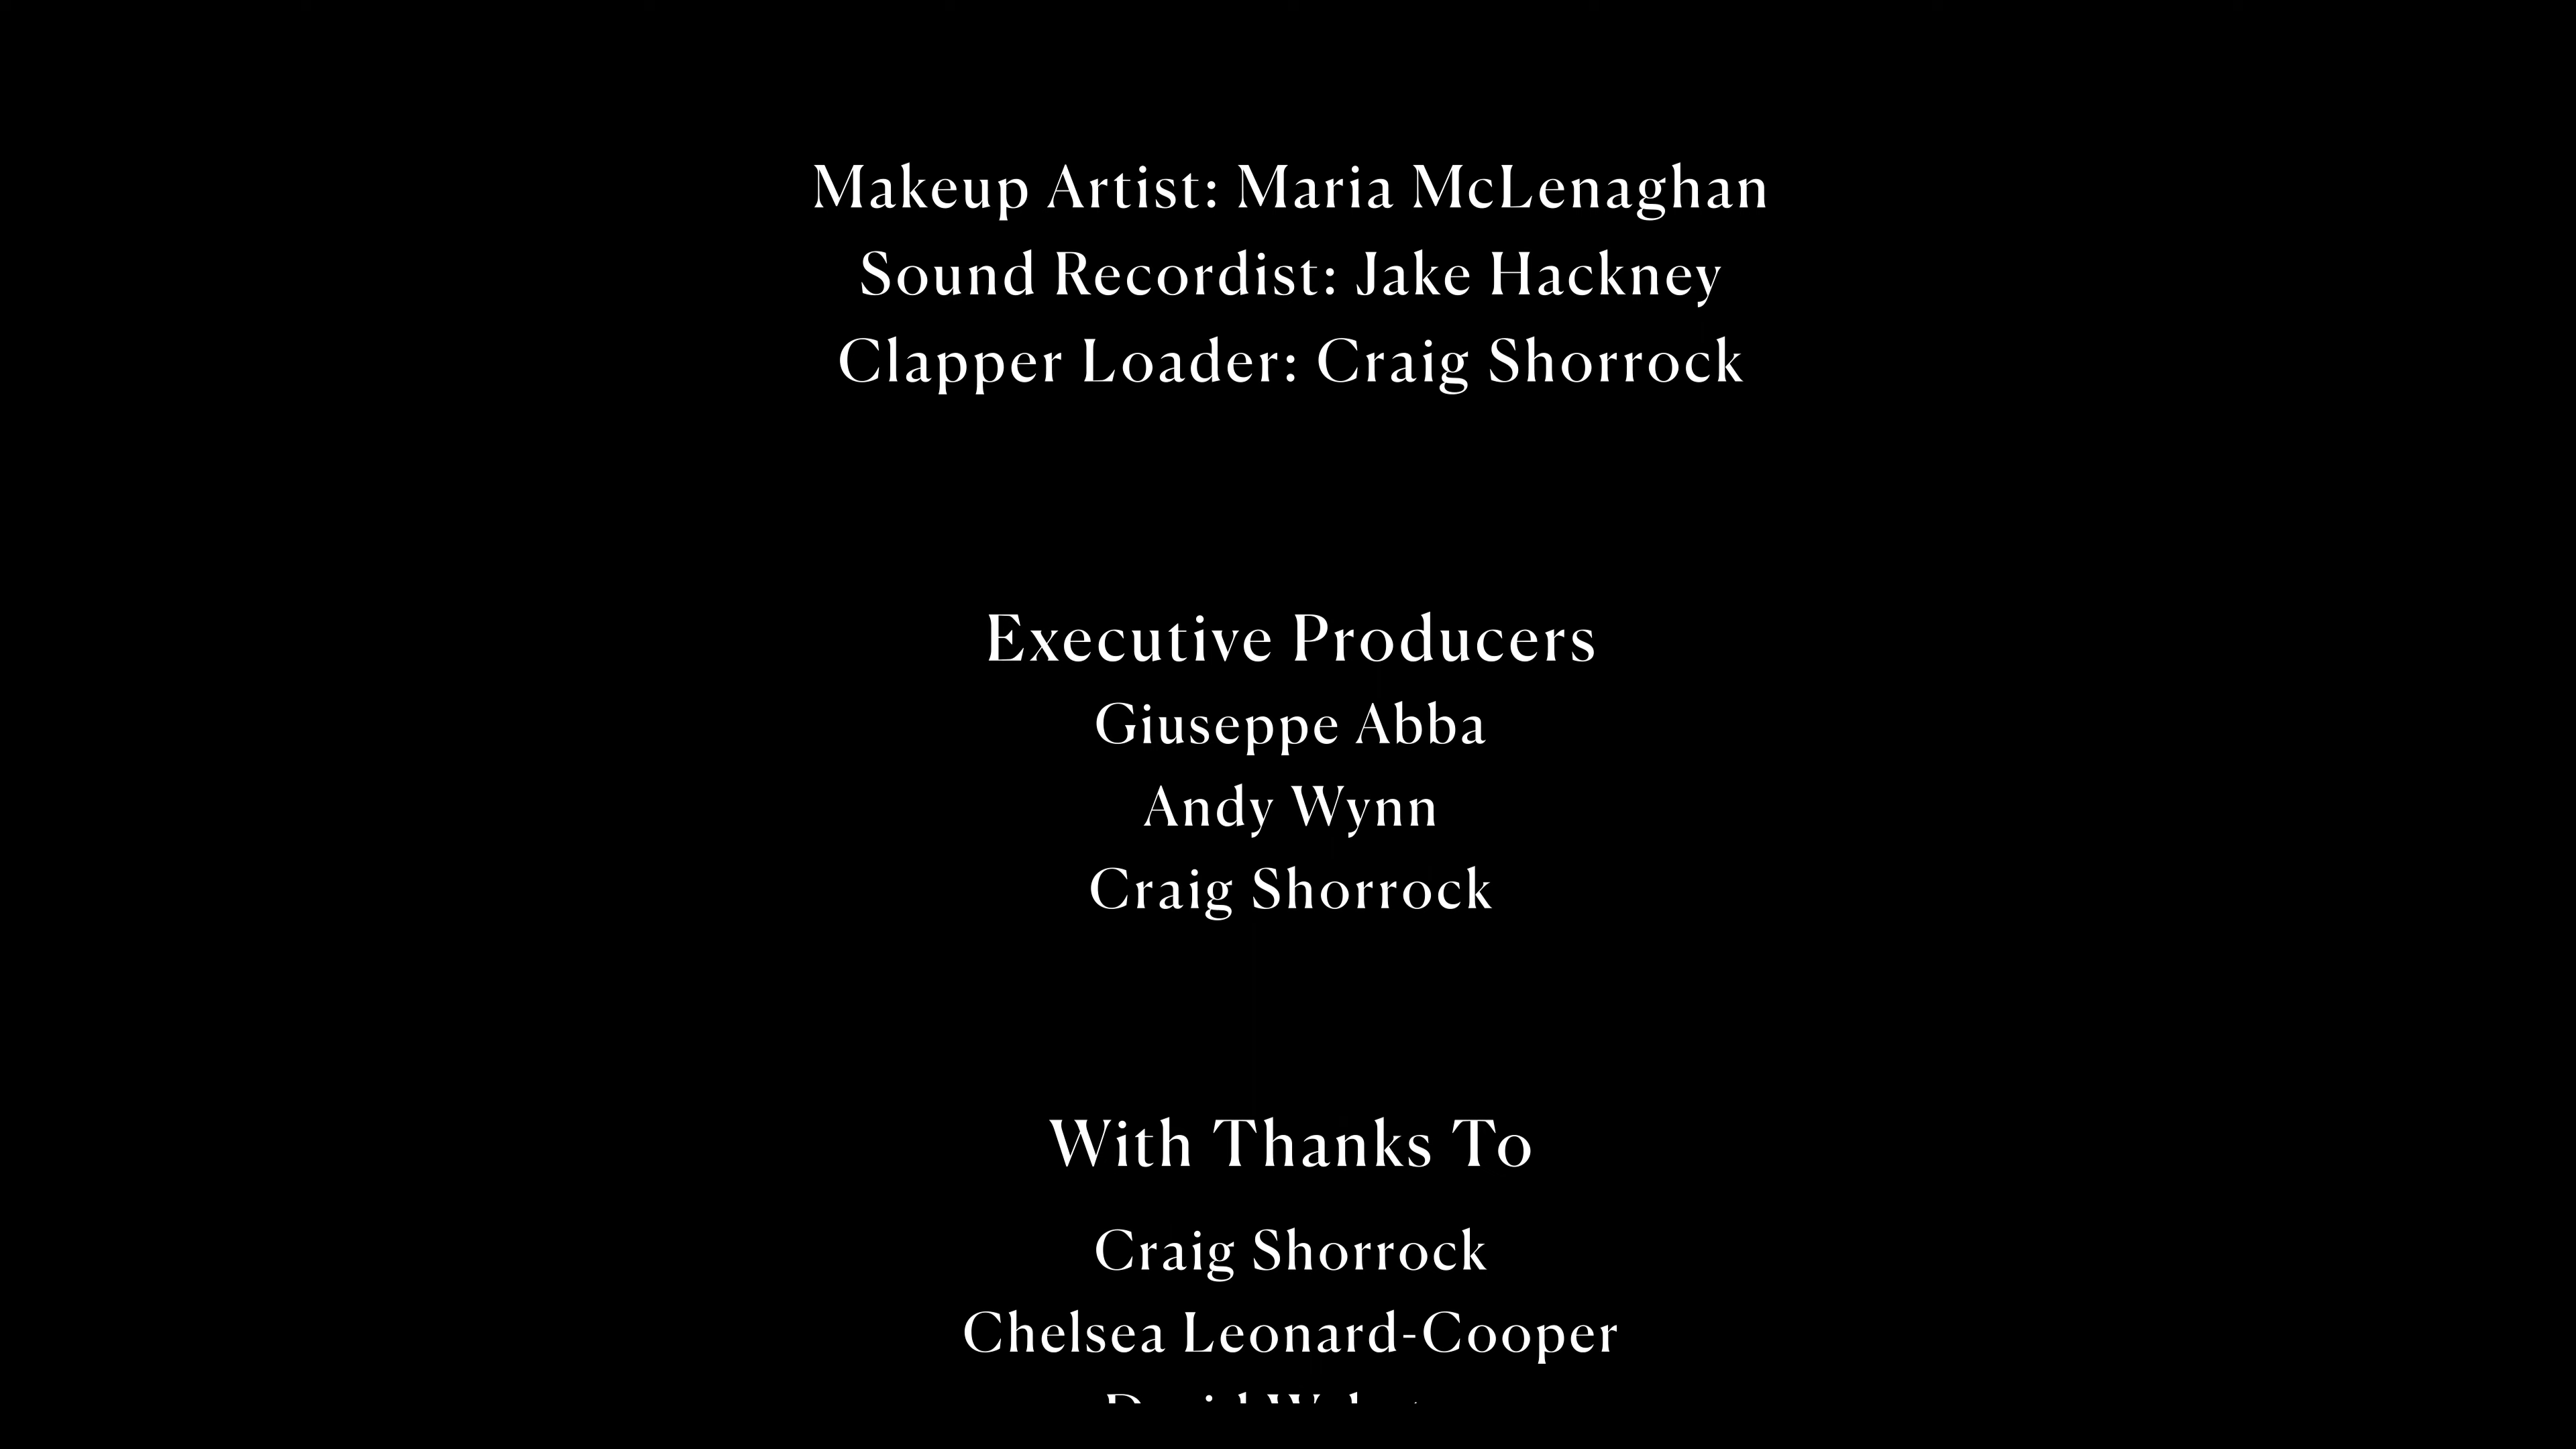 Makeup Artist: Maria McLenaghan
Sound Recordist: Jake Hackney
Clapper Loader: Craig Shorrock
Executive Producers
Giuseppe Abba
Andy Wynn
Craig Shorrock
With Thanks To
Craig Shorrock
Chelsea Leonard-Cooper